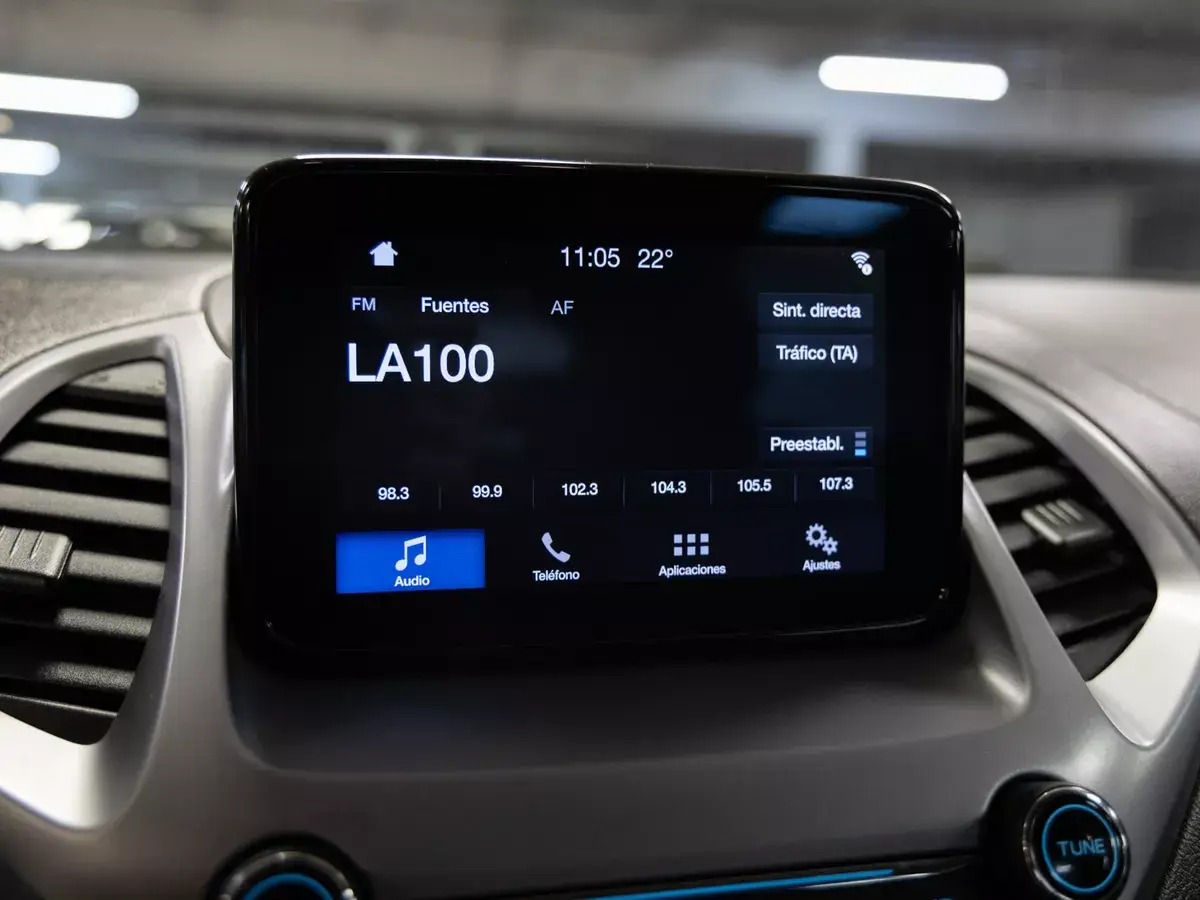 11:05 22°
FM Fuentes AF
Sint. directa
LA100
Tráfico (TA)
Preestabl.
98.3 99.9 102.3 104.3 105.5 107.3
Audio Teléfono Aplicaciones Ajustes
TUNE